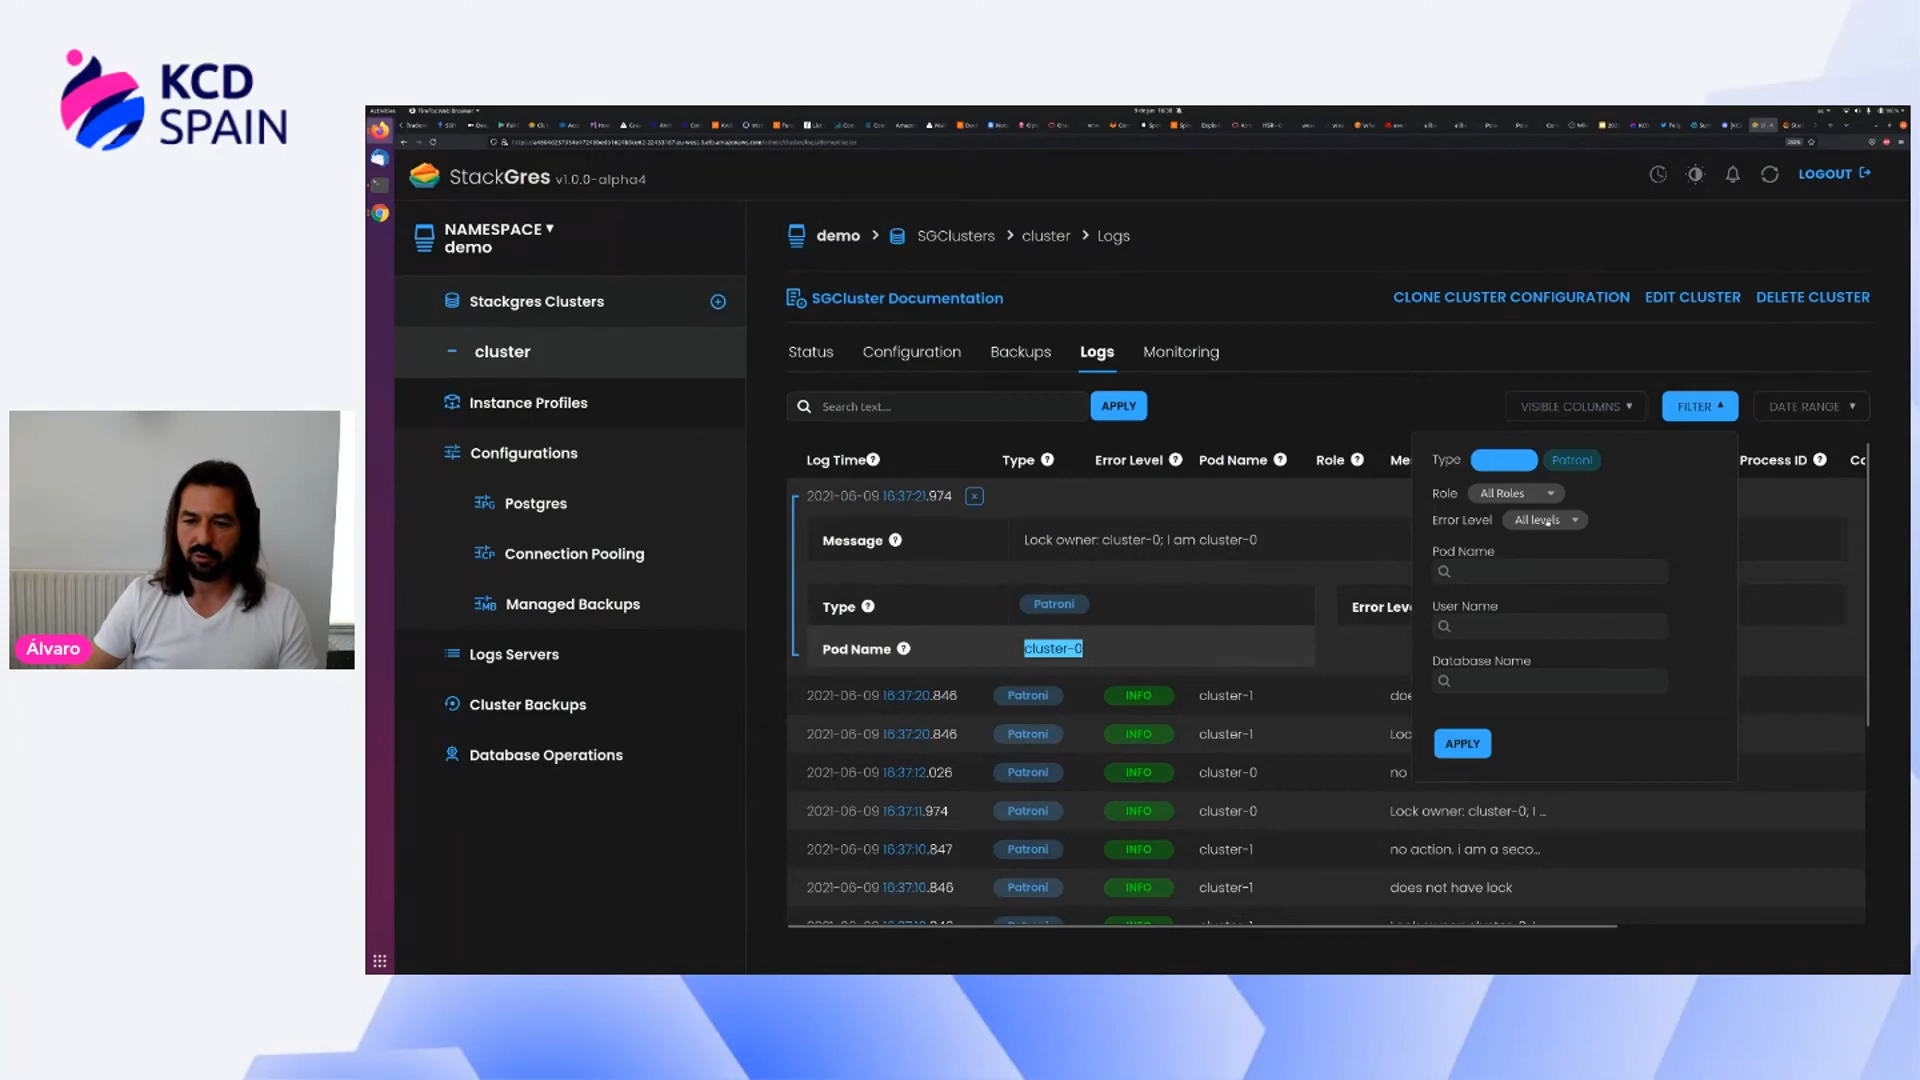 KCD
SPAIN
Álvaro
Activities
StackGres v1.0.0-alpha4
LOGOUT
NAMESPACE
demo
Stackgres Clusters
cluster
Instance Profiles
Configurations
Postgres
Connection Pooling
Managed Backups
Logs Servers
Cluster Backups
Database Operations
demo > SGClusters > cluster > Logs
SGCluster Documentation
CLONE CLUSTER CONFIGURATION EDIT CLUSTER DELETE CLUSTER
Status Configuration Backups Logs Monitoring
Search text... APPLY VISIBLE COLUMNS FILTER DATE RANGE
Log Time Type Error Level Pod Name Role Me Process ID Cc
2021-06-09 16:37:21.974
Message Lock owner: cluster-0; I am cluster-0
Type Patroni Error Leve
Pod Name cluster-0
2021-06-09 16:37:20.846 Patroni INFO cluster-1 doe
2021-06-09 16:37:20.846 Patroni INFO cluster-1 Loc
2021-06-09 16:37:12.026 Patroni INFO cluster-0 no
2021-06-09 16:37:11.974 Patroni INFO cluster-0 Lock owner: cluster-0; I ...
2021-06-09 16:37:10.847 Patroni INFO cluster-1 no action. i am a seco...
2021-06-09 16:37:10.846 Patroni INFO cluster-1 does not have lock
Type Patroni
Role All Roles
Error Level All levels
Pod Name
User Name
Database Name
APPLY